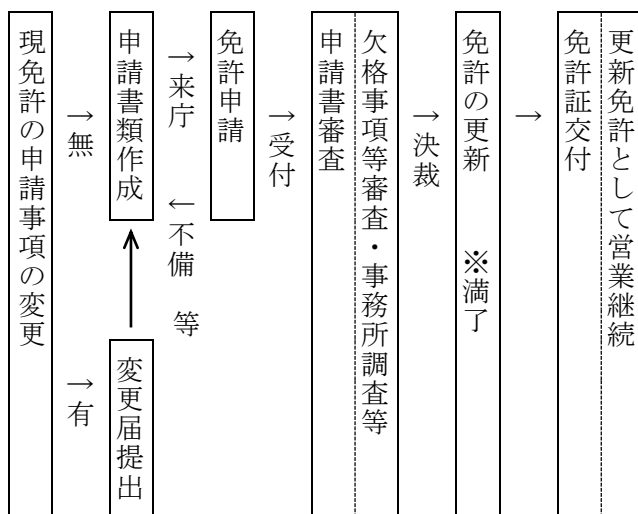 現免許の申請事項の変更
→無
→有
申請書類作成
変更届提出
→来庁
←不備 等
免許申請
→受付
申請書審査
欠格事項等審査・事務所調査等
→決裁
免許の更新 ※満了
→
免許証交付
更新免許として営業継続